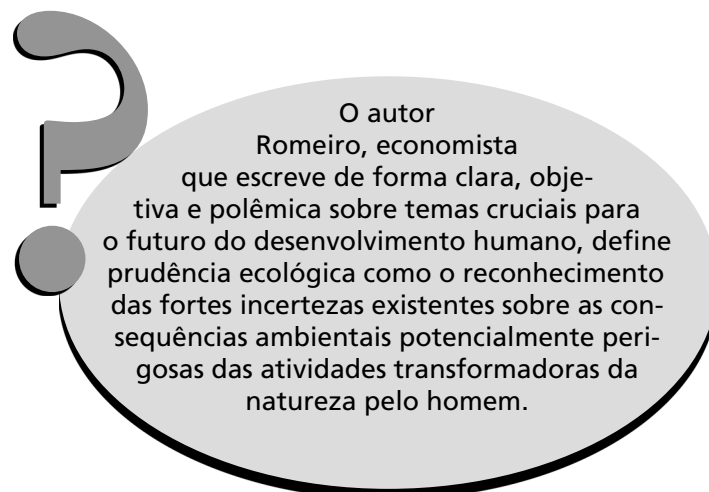 O autor
Romeiro, economista
que escreve de forma clara, obje-
tiva e polêmica sobre temas cruciais para
o futuro do desenvolvimento humano, define
prudência ecológica como o reconhecimento
das fortes incertezas existentes sobre as con-
sequências ambientais potencialmente peri-
gosas das atividades transformadoras da
natureza pelo homem.